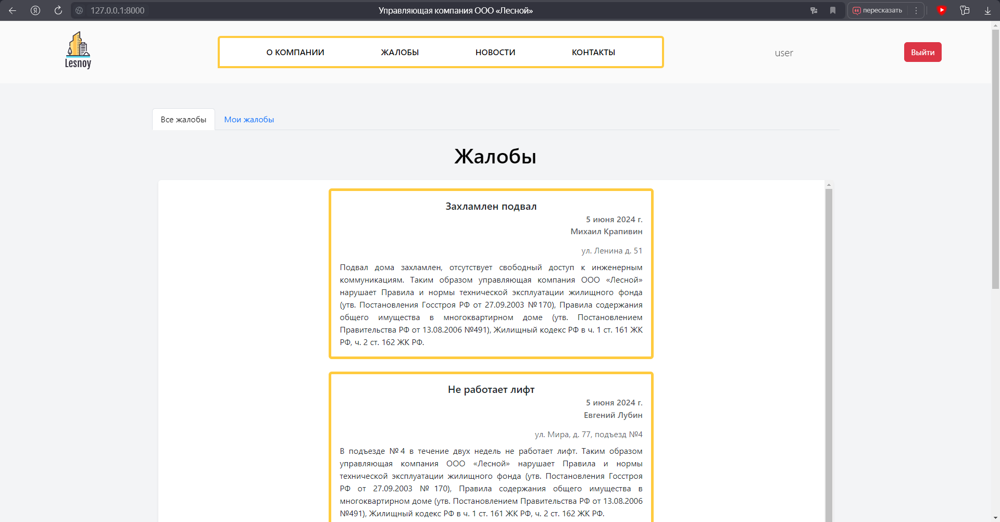 127.0.0.1:8000
Управляющая компания ООО «Лесной»
пересказать
Lesnoy
О КОМПАНИИ
ЖАЛОБЫ
НОВОСТИ
КОНТАКТЫ
user
Выйти
Все жалобы
Мои жалобы
Жалобы
Захламлен подвал
5 июня 2024 г.
Михаил Крапивин
ул. Ленина д. 51
Подвал дома захламлен, отсутствует свободный доступ к инженерным
коммуникациям. Таким образом управляющая компания ООО «Лесной»
нарушает Правила и нормы технической эксплуатации жилищного фонда
(утв. Постановления Госстроя РФ от 27.09.2003 №170), Правила содержания
общего имущества в многоквартирном доме (утв. Постановлением
Правительства РФ от 13.08.2006 №491), Жилищный кодекс РФ в ч. 1 ст. 161 ЖК
РФ, ч. 2 ст. 162 ЖК РФ.
Не работает лифт
5 июня 2024 г.
Евгений Лубин
ул. Мира, д. 77, подъезд №4
В подъезде №4 в течение двух недель не работает лифт. Таким образом
управляющая компания ООО «Лесной» нарушает Правила и нормы
технической эксплуатации жилищного фонда (утв. Постановления Госстроя
РФ от 27.09.2003 № 170), Правила содержания общего имущества в
многоквартирном доме (утв. Постановлением Правительства РФ от 13.08.2006
№491), Жилищный кодекс РФ в ч. 1 ст. 161 ЖК РФ, ч. 2 ст. 162 ЖК РФ.